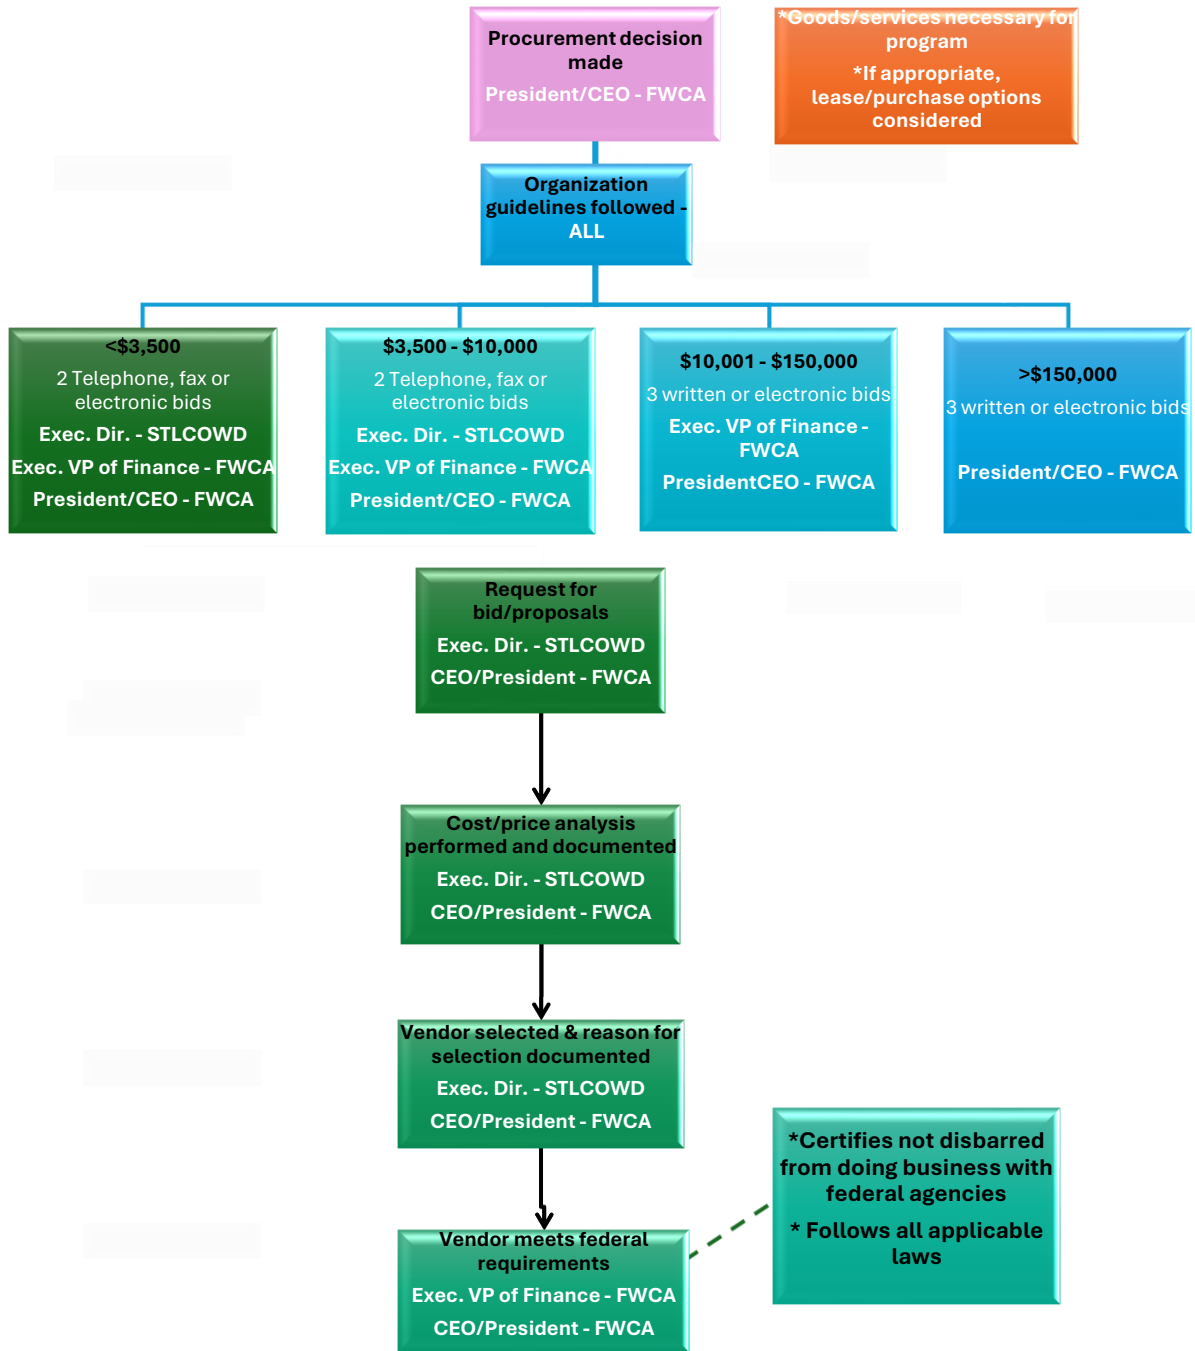 Procurement decision
made
President/CEO - FWCA
*Goods/services necessary for
program
*If appropriate,
lease/purchase options
considered
Organization
guidelines followed -
ALL
<$3,500
2 Telephone, fax or
electronic bids
Exec. Dir. - STLCOWD
Exec. VP of Finance - FWCA
President/CEO - FWCA
$3,500 - $10,000
2 Telephone, fax or
electronic bids
Exec. Dir. - STLCOWD
Exec. VP of Finance - FWCA
President/CEO - FWCA
$10,001 - $150,000
3 written or electronic bids
Exec. VP of Finance -
FWCA
PresidentCEO - FWCA
>$150,000
3 written or electronic bids
President/CEO - FWCA
Request for
bid/proposals
Exec. Dir. - STLCOWD
CEO/President - FWCA
Cost/price analysis
performed and documented
Exec. Dir. - STLCOWD
CEO/President - FWCA
Vendor selected & reason for
selection documented
Exec. Dir. - STLCOWD
CEO/President - FWCA
Vendor meets federal
requirements
Exec. VP of Finance - FWCA
CEO/President - FWCA
*Certifies not disbarred
from doing business with
federal agencies
* Follows all applicable
laws